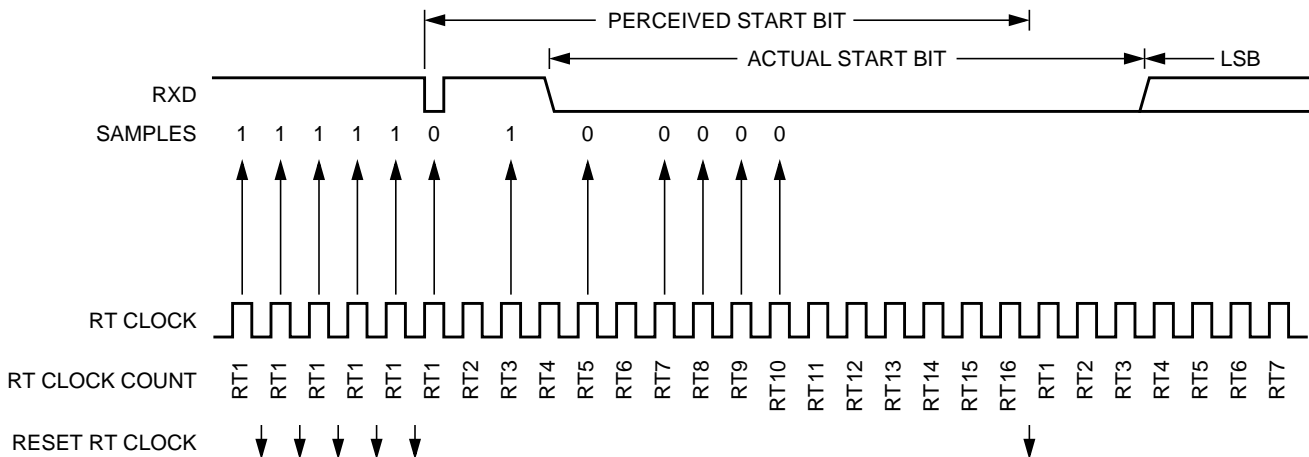 PERCEIVED START BIT
ACTUAL START BIT
LSB
RXD
SAMPLES 1 1 1 1 1 0 1 0 0 0 0 0
RT CLOCK
RT CLOCK COUNT RT1 RT1 RT1 RT1 RT1 RT1 RT2 RT3 RT4 RT5 RT6 RT7 RT8 RT9 RT10 RT11 RT12 RT13 RT14 RT15 RT16 RT1 RT2 RT3 RT4 RT5 RT6 RT7
RESET RT CLOCK